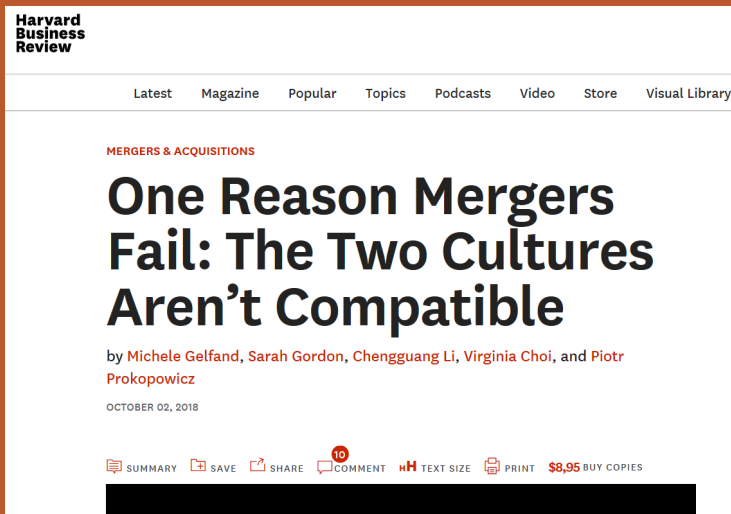 Harvard
Business
Review
Latest Magazine Popular Topics Podcasts Video Store Visual Library
MERGERS & ACQUISITIONS
One Reason Mergers
Fail: The Two Cultures
Aren’t Compatible
by Michele Gelfand, Sarah Gordon, Chengguang Li, Virginia Choi, and Piotr
Prokopowicz
OCTOBER 02, 2018
10
SUMMARY SAVE SHARE COMMENT HH TEXT SIZE PRINT $8,95 BUY COPIES